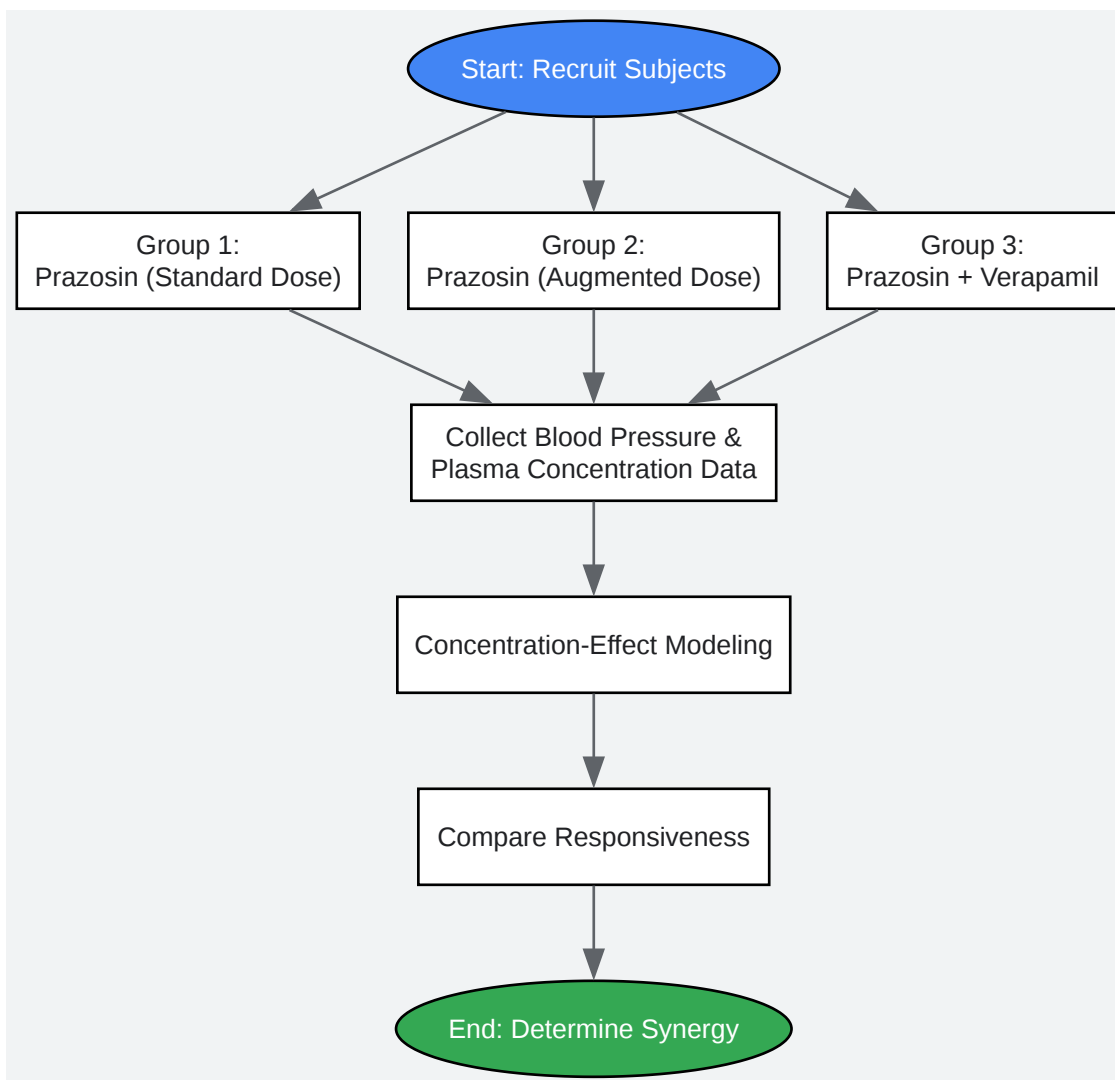 Start: Recruit Subjects
Group 1:
Prazosin (Standard Dose)
Group 2:
Prazosin (Augmented Dose)
Group 3:
Prazosin + Verapamil
Collect Blood Pressure &
Plasma Concentration Data
Concentration-Effect Modeling
Compare Responsiveness
End: Determine Synergy